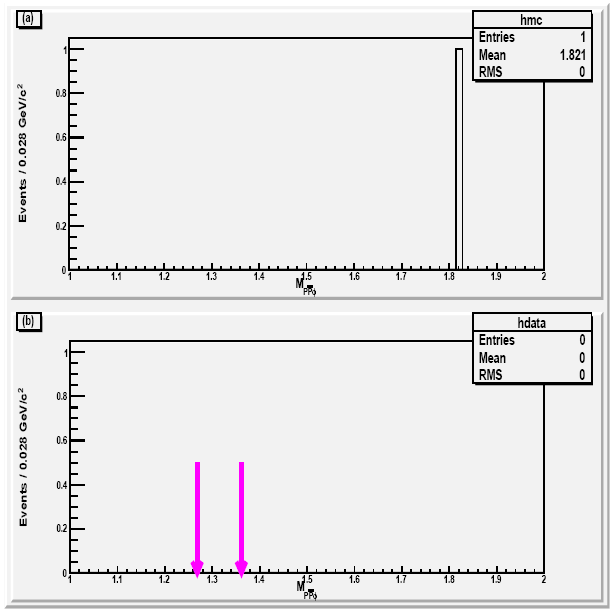 (a)
hmc
Entries 1
Mean 1.821
RMS 0
Events / 0.028 GeV/c²
1
0.8
0.6
0.4
0.2
0
1 1.1 1.2 1.3 1.4 1.5 1.6 1.7 1.8 1.9 2
(b)
hdata
Entries 0
Mean 0
RMS 0
Events / 0.028 GeV/c²
1
0.8
0.6
0.4
0.2
0
1 1.1 1.2 1.3 1.4 1.5 1.6 1.7 1.8 1.9 2